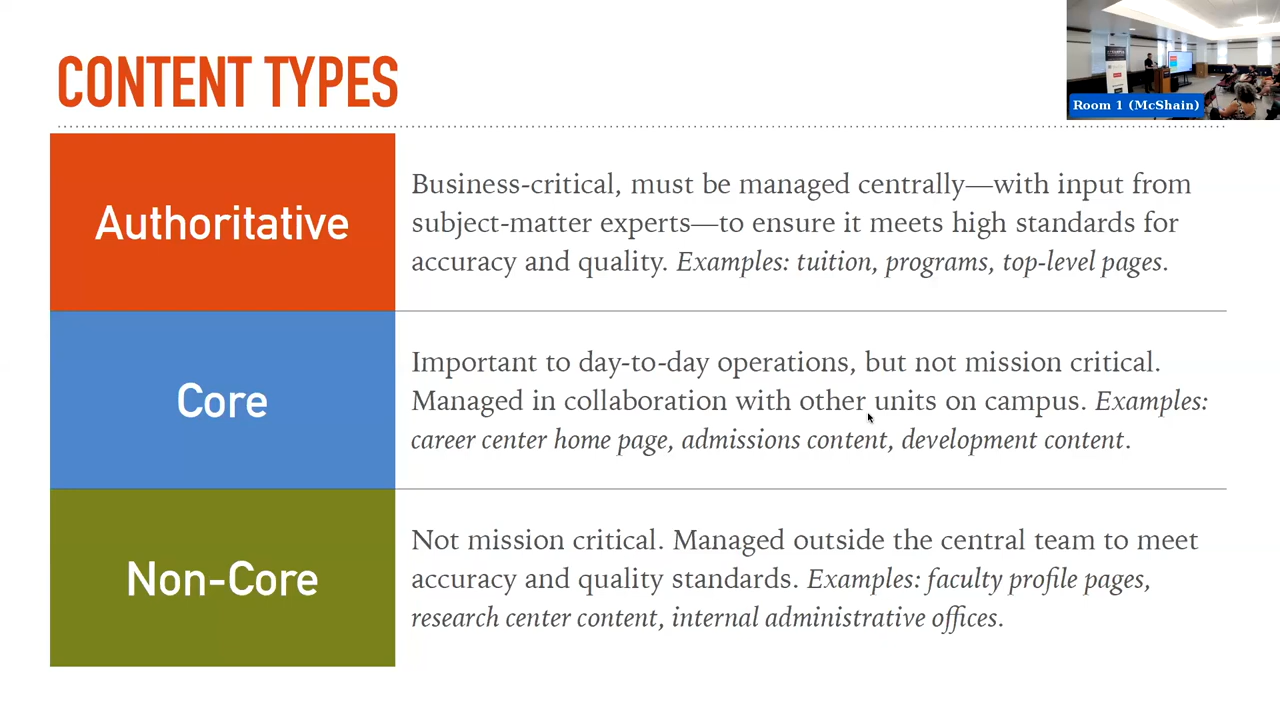 CONTENT TYPES
Room 1 (McShain)
Authoritative
Business-critical, must be managed centrally—with input from
subject-matter experts—to ensure it meets high standards for
accuracy and quality. Examples: tuition, programs, top-level pages.
Core
Important to day-to-day operations, but not mission critical.
Managed in collaboration with other units on campus. Examples:
career center home page, admissions content, development content.
Non-Core
Not mission critical. Managed outside the central team to meet
accuracy and quality standards. Examples: faculty profile pages,
research center content, internal administrative offices.